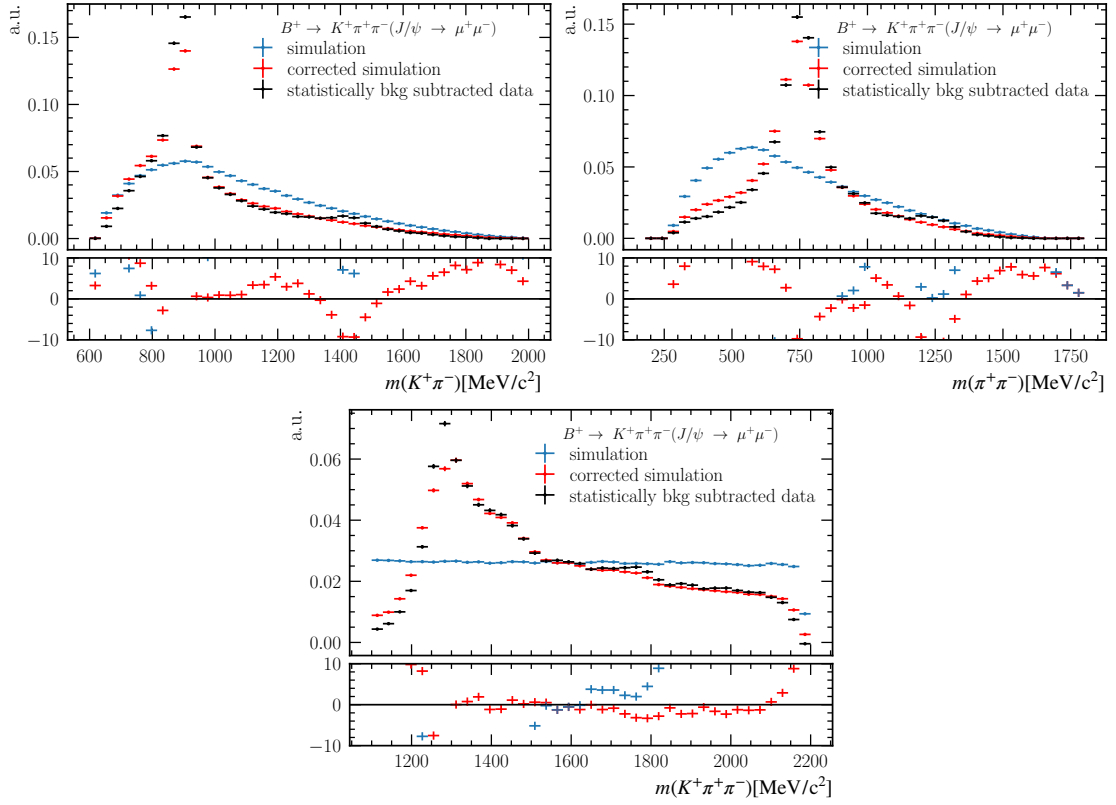 a.u.
B⁺ → K⁺π⁺π⁻(J/ψ → μ⁺μ⁻)
simulation
corrected simulation
statistically bkg subtracted data
0.15
0.10
0.05
0.00
10
0
−10
600 800 1000 1200 1400 1600 1800 2000
m(K⁺π⁻)[MeV/c²]
a.u.
B⁺ → K⁺π⁺π⁻(J/ψ → μ⁺μ⁻)
simulation
corrected simulation
statistically bkg subtracted data
0.15
0.10
0.05
0.00
10
0
−10
250 500 750 1000 1250 1500 1750
m(π⁺π⁻)[MeV/c²]
a.u.
B⁺ → K⁺π⁺π⁻(J/ψ → μ⁺μ⁻)
simulation
corrected simulation
statistically bkg subtracted data
0.06
0.04
0.02
0.00
10
0
−10
1200 1400 1600 1800 2000 2200
m(K⁺π⁺π⁻)[MeV/c²]